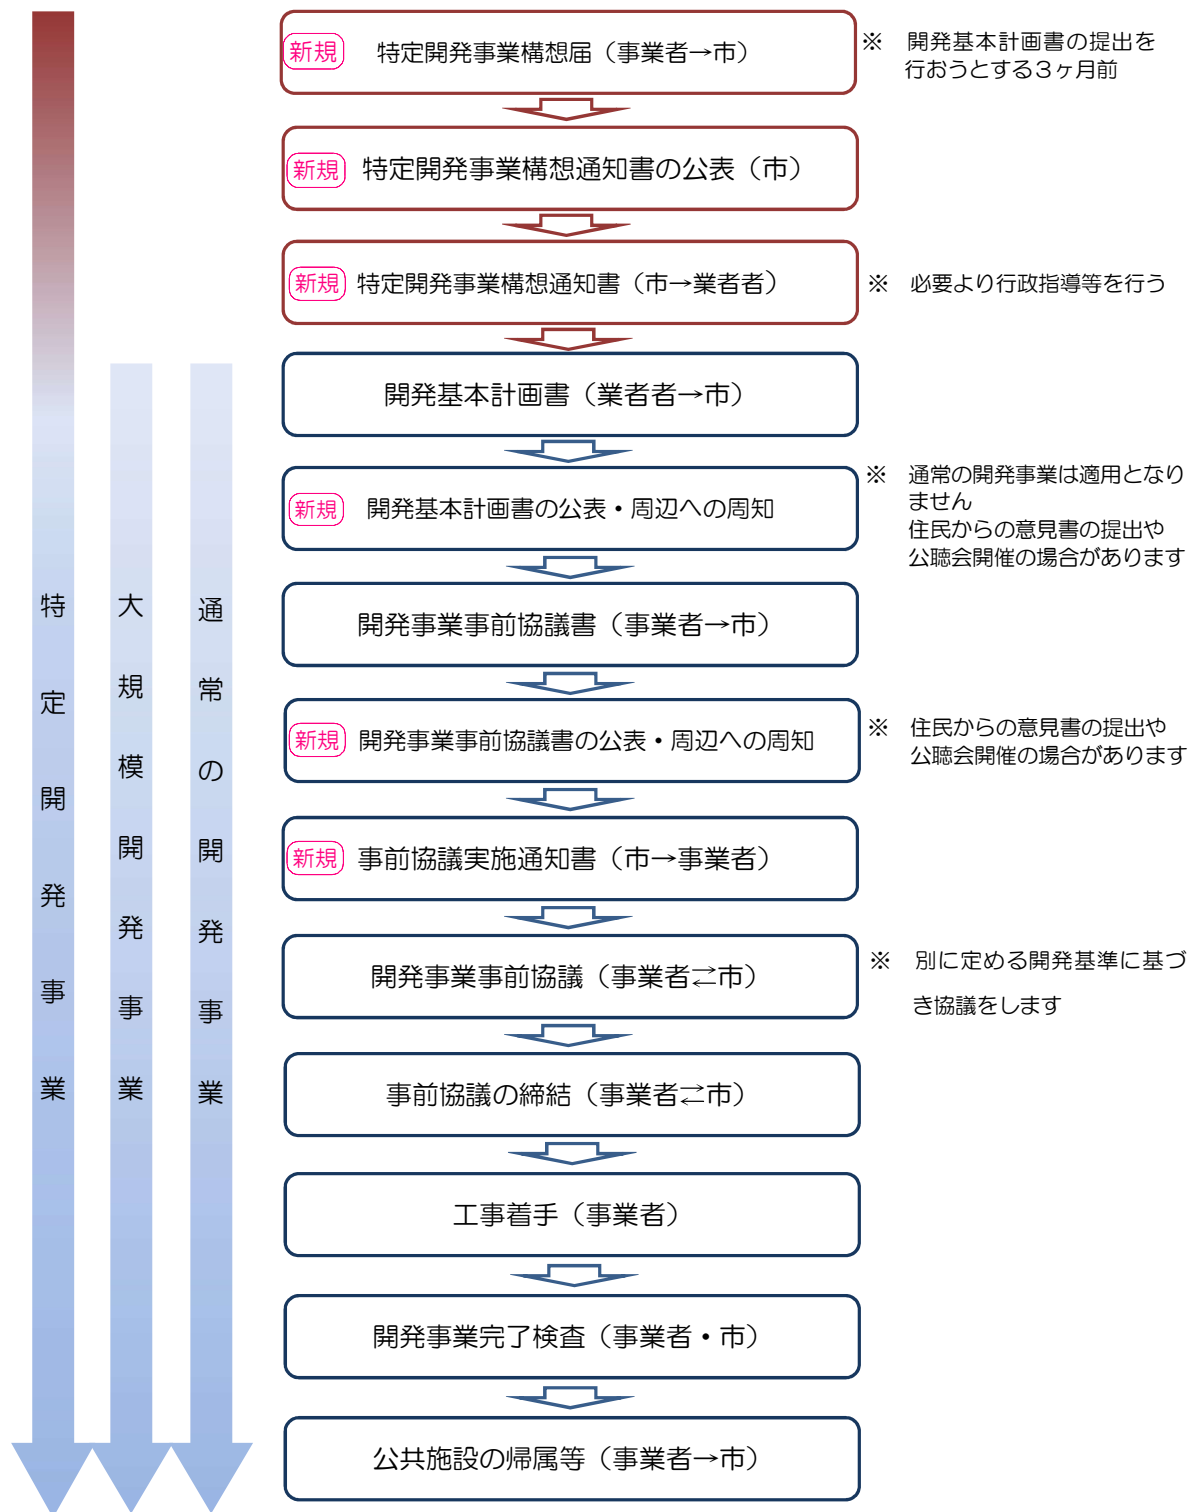 新規 特定開発事業構想届（事業者→市）
※ 開発基本計画書の提出を
行おうとする３ヶ月前
新規 特定開発事業構想通知書の公表（市）
新規 特定開発事業構想通知書（市→業者者）
※ 必要より行政指導等を行う
開発基本計画書（業者者→市）
新規 開発基本計画書の公表・周辺への周知
※ 通常の開発事業は適用となり
ません
住民からの意見書の提出や
公聴会開催の場合があります
開発事業事前協議書（事業者→市）
新規 開発事業事前協議書の公表・周辺への周知
※ 住民からの意見書の提出や
公聴会開催の場合があります
新規 事前協議実施通知書（市→事業者）
開発事業事前協議（事業者⇄市）
※ 別に定める開発基準に基づ
き協議をします
事前協議の締結（事業者⇄市）
工事着手（事業者）
開発事業完了検査（事業者・市）
公共施設の帰属等（事業者→市）
特定開発事業
大規模開発事業
通常の開発事業